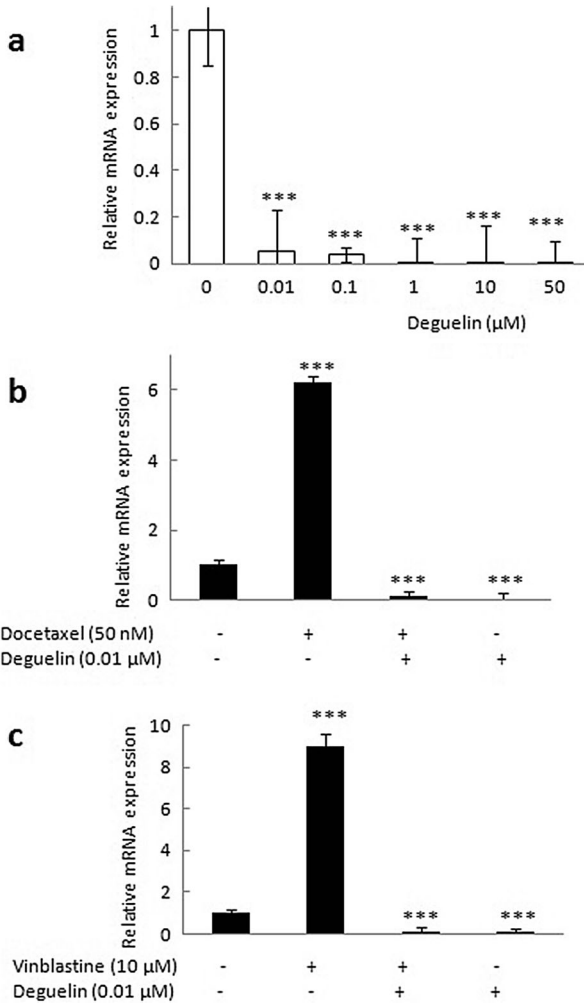 a
Relative mRNA expression
1
0.8
0.6
0.4
0.2
0
*** *** *** *** ***
0 0.01 0.1 1 10 50
Deguelin (µM)
b
Relative mRNA expression
6
4
2
0
*** *** ***
Docetaxel (50 nM) - + + -
Deguelin (0.01 µM) - - + +
c
Relative mRNA expression
10
8
6
4
2
0
*** *** ***
Vinblastine (10 µM) - + + -
Deguelin (0.01 µM) - - + +